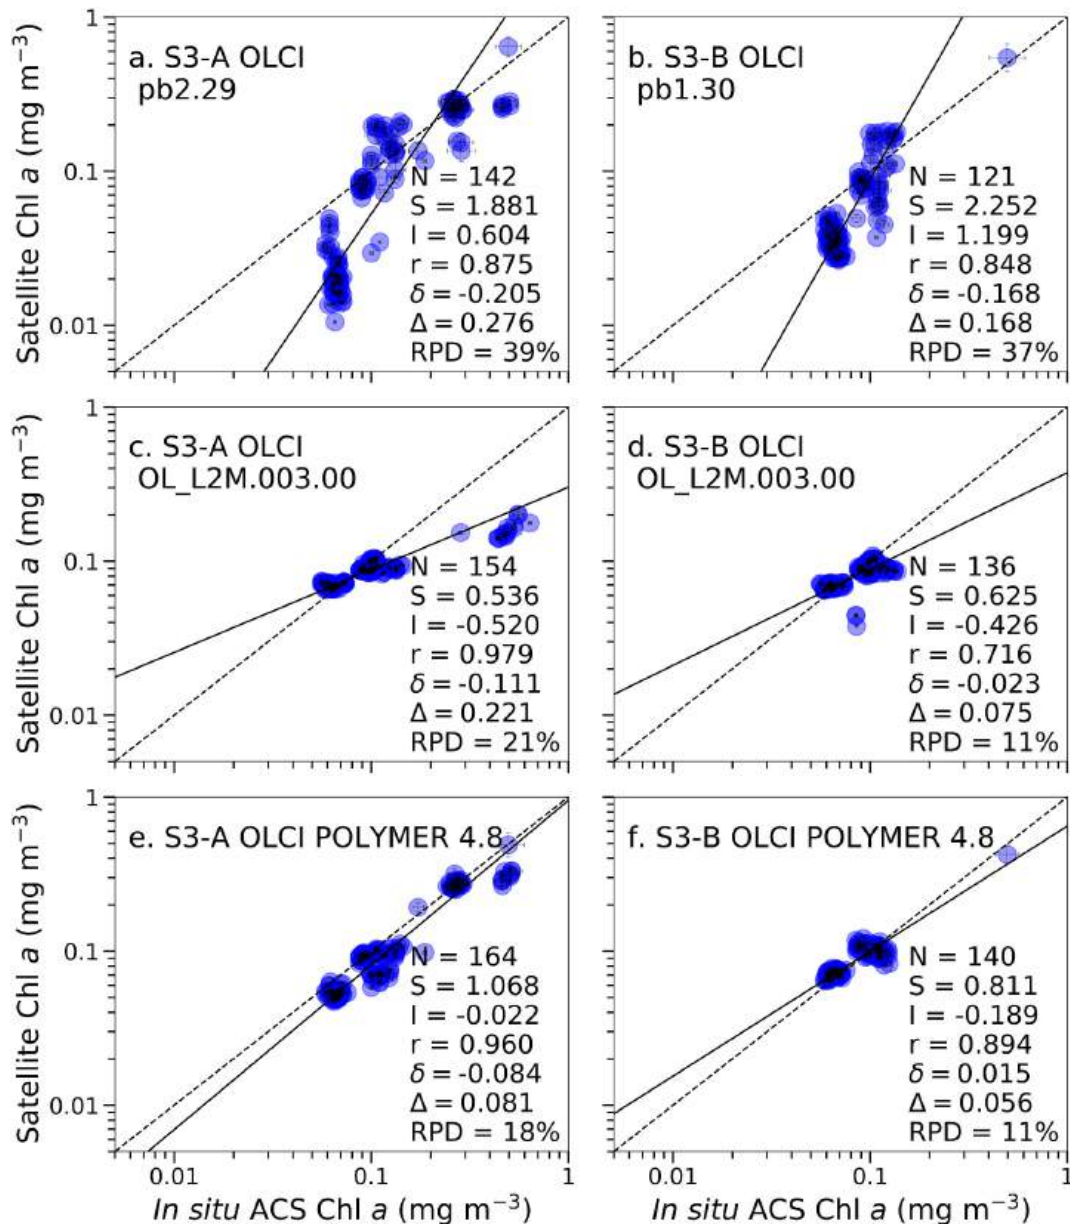 1
a. S3-A OLCI
pb2.29
0.1
0.01
Satellite Chl a (mg m⁻³)
N = 142
S = 1.881
I = 0.604
r = 0.875
δ = -0.205
Δ = 0.276
RPD = 39%
b. S3-B OLCI
pb1.30
N = 121
S = 2.252
I = 1.199
r = 0.848
δ = -0.168
Δ = 0.168
RPD = 37%
1
c. S3-A OLCI
OL_L2M.003.00
0.1
0.01
Satellite Chl a (mg m⁻³)
N = 154
S = 0.536
I = -0.520
r = 0.979
δ = -0.111
Δ = 0.221
RPD = 21%
d. S3-B OLCI
OL_L2M.003.00
N = 136
S = 0.625
I = -0.426
r = 0.716
δ = -0.023
Δ = 0.075
RPD = 11%
1
e. S3-A OLCI POLYMER 4.8
0.1
0.01
Satellite Chl a (mg m⁻³)
N = 164
S = 1.068
I = -0.022
r = 0.960
δ = -0.084
Δ = 0.081
RPD = 18%
0.01 0.1 1
In situ ACS Chl a (mg m⁻³)
f. S3-B OLCI POLYMER 4.8
N = 140
S = 0.811
I = -0.189
r = 0.894
δ = 0.015
Δ = 0.056
RPD = 11%
0.01 0.1 1
In situ ACS Chl a (mg m⁻³)